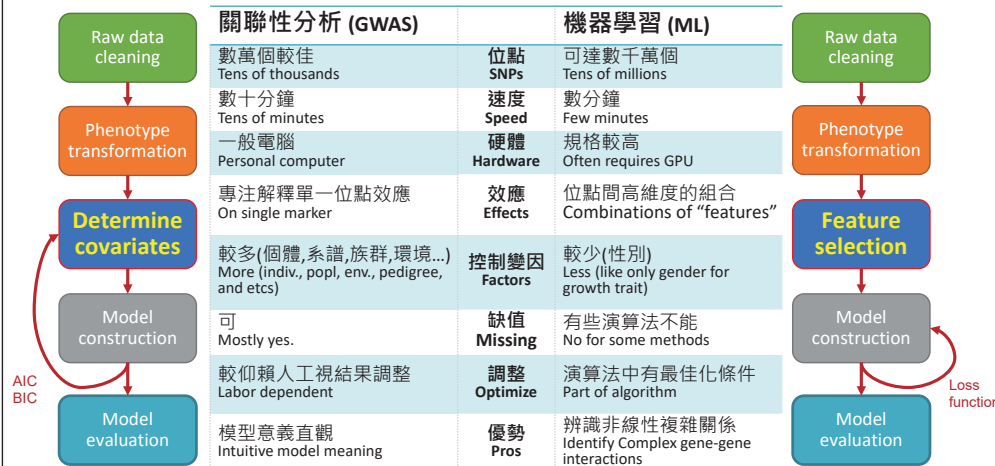 Raw data
cleaning
Phenotype
transformation
Determine
covariates
Model
construction
Model
evaluation
AIC
BIC
關聯性分析 (GWAS)
機器學習 (ML)
數萬個較佳
Tens of thousands
位點
SNPs
可達數千萬個
Tens of millions
數十分鐘
Tens of minutes
速度
Speed
數分鐘
Few minutes
一般電腦
Personal computer
硬體
Hardware
規格較高
Often requires GPU
專注解釋單一位點效應
On single marker
效應
Effects
位點間高維度的組合
Combinations of “features”
較多(個體,系譜,族群,環境...)
More (indiv., popl., env., pedigree,
and etcs)
控制變因
Factors
較少(性別)
Less (like only gender for
growth trait)
可
Mostly yes.
缺值
Missing
有些演算法不能
No for some methods
較仰賴人工視結果調整
Labor dependent
調整
Optimize
演算法中有最佳化條件
Part of algorithm
模型意義直觀
Intuitive model meaning
優勢
Pros
辨識非線性複雜關係
Identify Complex gene-gene
interactions
Raw data
cleaning
Phenotype
transformation
Feature
selection
Model
construction
Model
evaluation
Loss
function